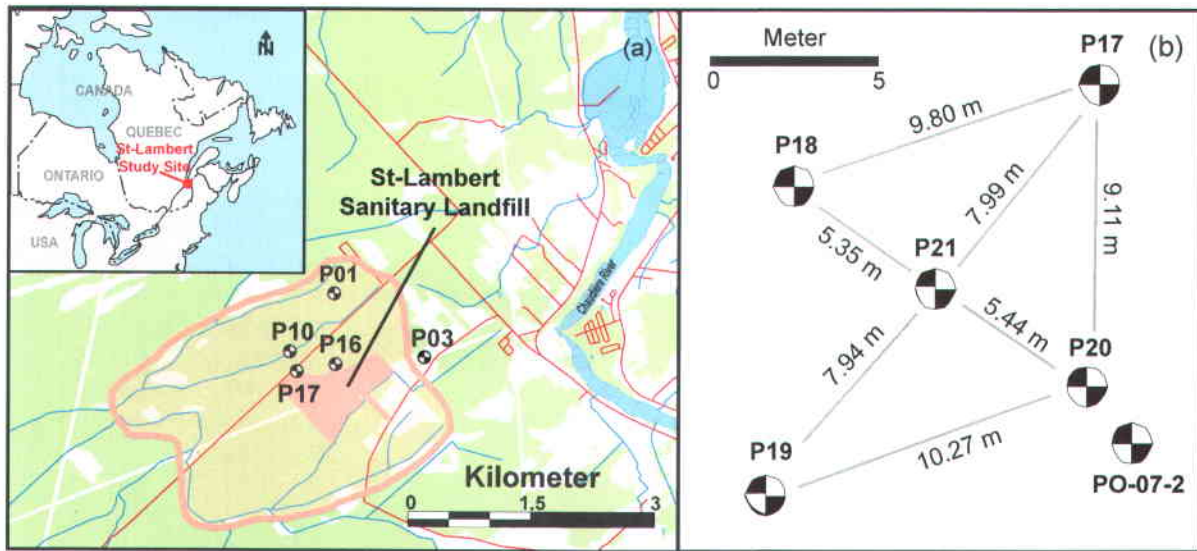 N
CANADA
QUEBEC
St-Lambert
Study Site
ONTARIO
USA
(a)
St-Lambert
Sanitary Landfill
Chaudière River
P01
P10
P16
P03
P17
Kilometer
0 1.5 3
(b)
Meter
0 5
P17
9.80 m
P18
7.99 m
9.11 m
5.35 m
P21
5.44 m
P20
7.94 m
P19
10.27 m
PO-07-2